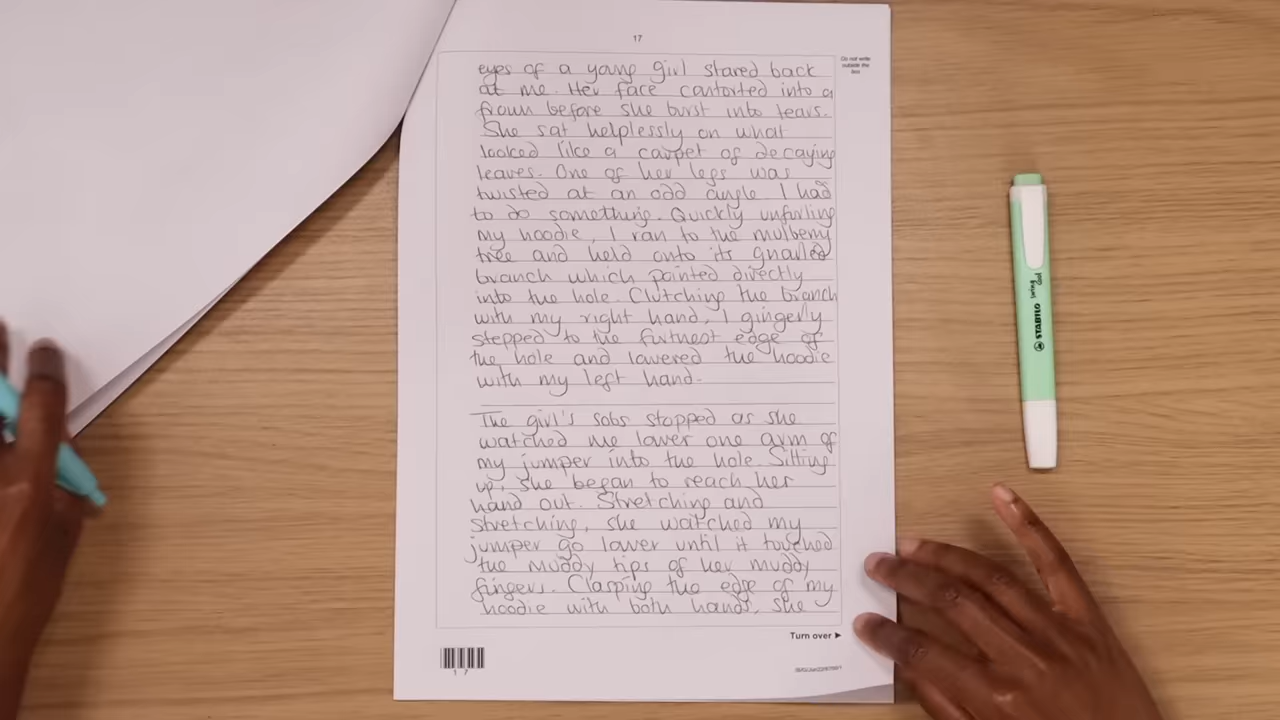 17
Do not write
outside the
box
eyes of a young girl stared back
at me. Her face contorted into a
frown before she burst into tears.
She sat helplessly on what
looked like a carpet of decaying
leaves. One of her legs was
twisted at an odd angle. I had
to do something. Quickly unfurling
my hoodie, I ran to the mulberry
tree and held onto its gnarled
branch which pointed directly
into the hole. Clutching the branch
with my right hand, I gingerly
stepped to the furthest edge of
the hole and lowered the hoodie
with my left hand.
The girl's sobs stopped as she
watched me lower one arm of
my jumper into the hole. Sitting
up, she began to reach her
hand out. Stretching and
stretching, she watched my
jumper go lower until it touched
the muddy tips of her muddy
fingers. Clasping the edge of my
hoodie with both hands, she
Turn over ►
1 7
STABILO
swing cool